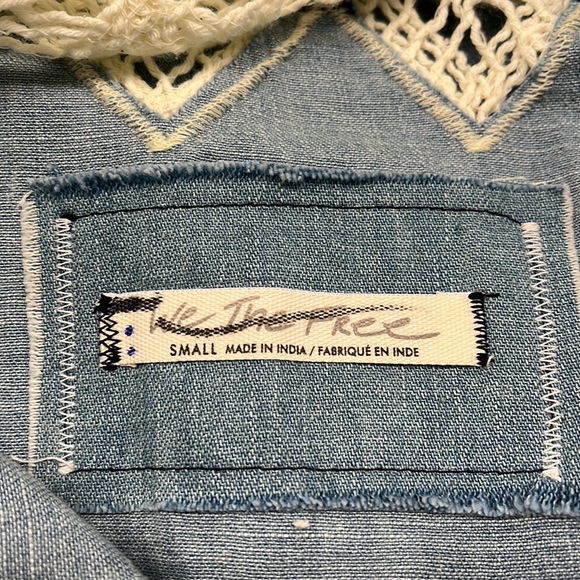 We The Free
SMALL MADE IN INDIA / FABRIQUÉ EN INDE